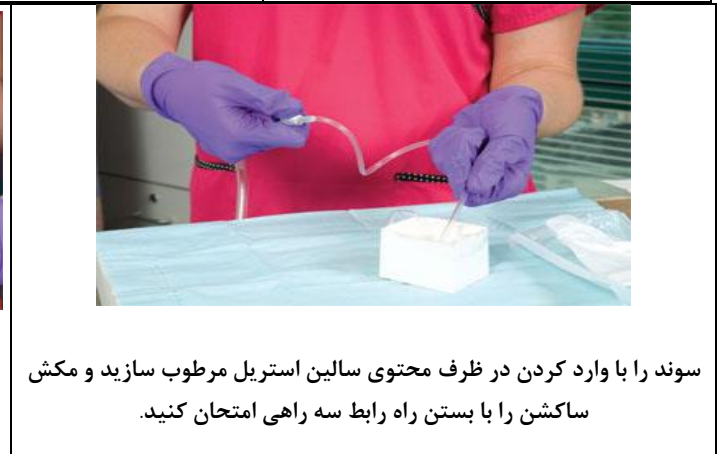 سوند را با وارد کردن در ظرف محتوی سالین استریل مرطوب سازید و مکش
ساکشن را با بستن راه رابط سه راهی امتحان کنید.